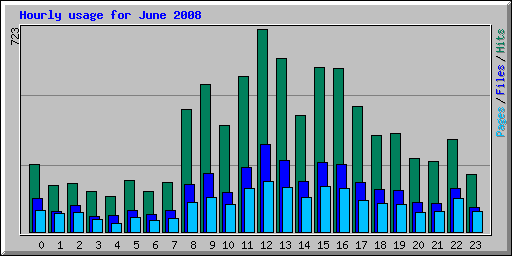 Hourly usage for June 2008
723
Pages/Files/Hits
0 1 2 3 4 5 6 7 8 9 10 11 12 13 14 15 16 17 18 19 20 21 22 23